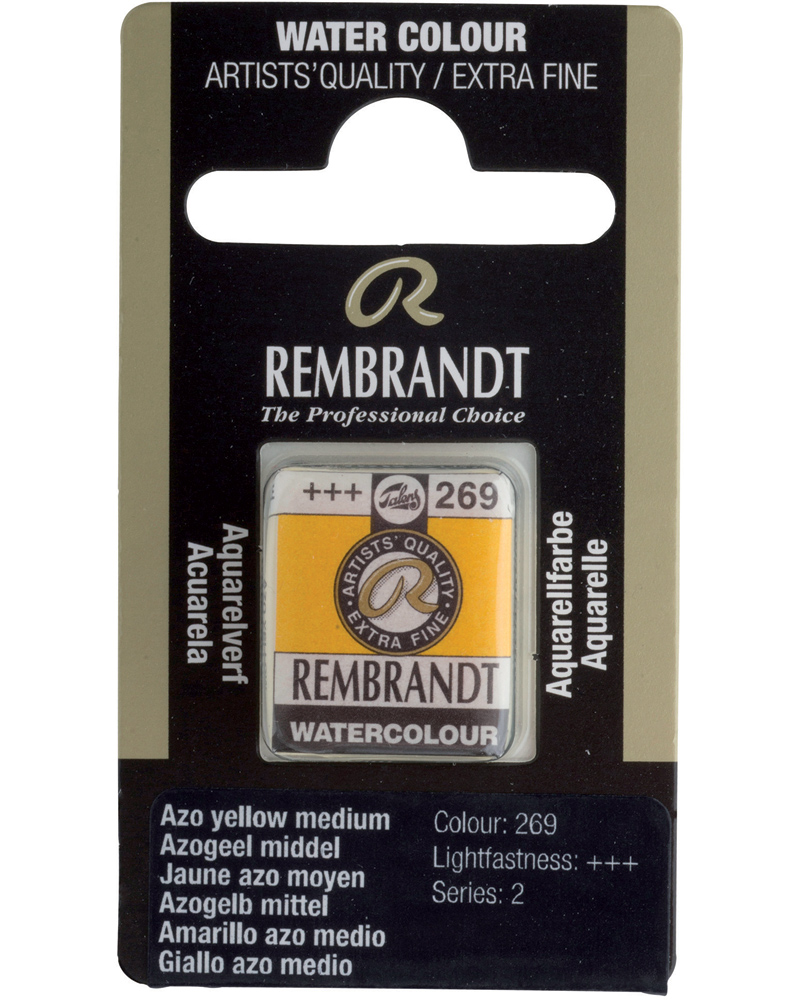 WATER COLOUR
ARTISTS' QUALITY / EXTRA FINE
R
REMBRANDT
The Professional Choice
+++ Talens 269
ARTISTS' QUALITY
R
EXTRA FINE
REMBRANDT
WATERCOLOUR
Aquarelverf
Acuarela
Aquarellfarbe
Aquarelle
Azo yellow medium
Azogeel middel
Jaune azo moyen
Azogelb mittel
Amarillo azo medio
Giallo azo medio
Colour: 269
Lightfastness: +++
Series: 2